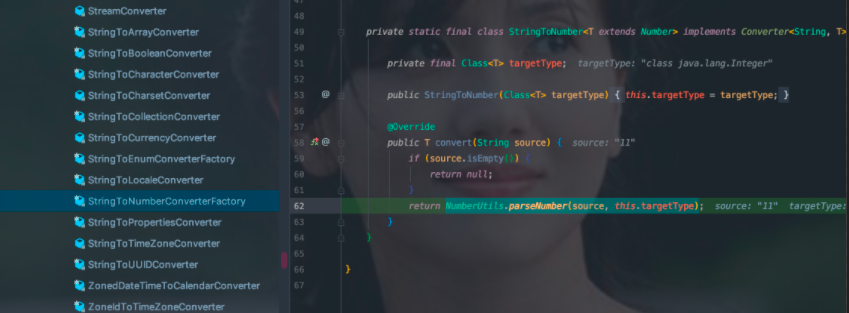 StreamConverter
StringToArrayConverter
StringToBooleanConverter
StringToCharacterConverter
StringToCharsetConverter
StringToCollectionConverter
StringToCurrencyConverter
StringToEnumConverterFactory
StringToLocaleConverter
StringToNumberConverterFactory
StringToPropertiesConverter
StringToTimeZoneConverter
StringToUUIDConverter
ZonedDateTimeToCalendarConverter
ZoneIdToTimeZoneConverter
48
49 private static final class StringToNumber<T extends Number> implements Converter<String, T>
50
51 private final Class<T> targetType; targetType: "class java.lang.Integer"
52
53 @ public StringToNumber(Class<T> targetType) { this.targetType = targetType; }
56
57 @Override
58 @ public T convert(String source) { source: "11"
59 if (source.isEmpty()) {
60 return null;
61 }
62 return NumberUtils.parseNumber(source, this.targetType); source: "11" targetType:
63 }
64 }
65
66 }
67